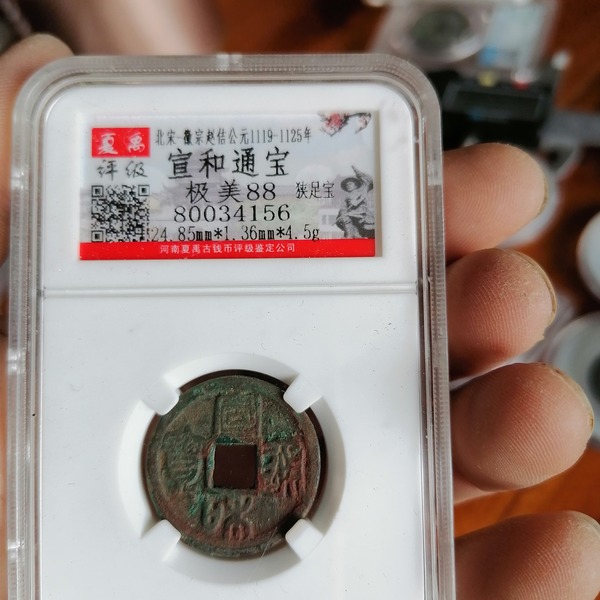 夏禹
评级
北宋-徽宗赵佶公元1119-1125年
宣和通宝
极美88 狭足宝
80034156
24.85mm*1.36mm*4.5g
河南夏禹古钱币评级鉴定公司